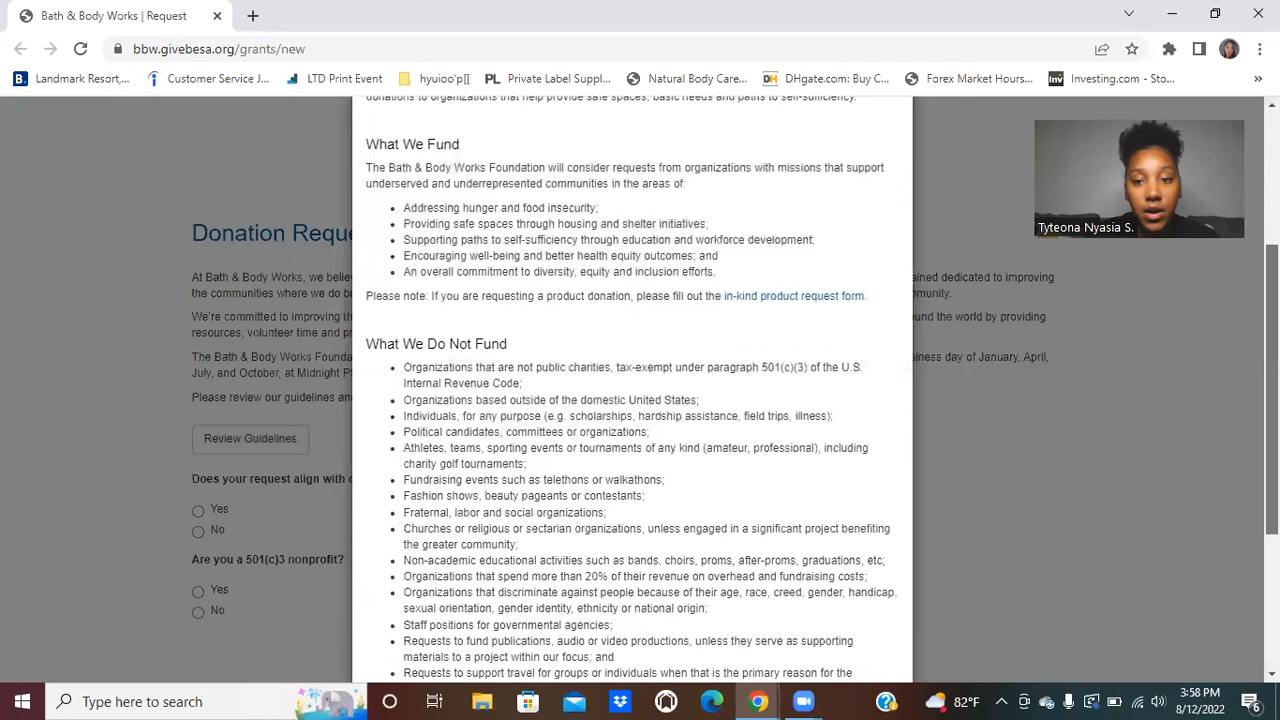 Bath & Body Works | Request
bbw.givebesa.org/grants/new
B. Landmark Resort,... Customer Service J... LTD Print Event hyuioo'p[[ PL Private Label Suppl... Natural Body Care... DH DHgate.com: Buy C... Forex Market Hours... Inv Investing.com - Sto... »
donations to organizations that help provide safe spaces, basic needs and paths to self-sufficiency.
What We Fund
The Bath & Body Works Foundation will consider requests from organizations with missions that support
underserved and underrepresented communities in the areas of:
• Addressing hunger and food insecurity;
• Providing safe spaces through housing and shelter initiatives;
• Supporting paths to self-sufficiency through education and workforce development;
• Encouraging well-being and better health equity outcomes; and
• An overall commitment to diversity, equity and inclusion efforts.
Please note: If you are requesting a product donation, please fill out the in-kind product request form.
What We Do Not Fund
• Organizations that are not public charities, tax-exempt under paragraph 501(c)(3) of the U.S.
Internal Revenue Code;
• Organizations based outside of the domestic United States;
• Individuals, for any purpose (e.g. scholarships, hardship assistance, field trips, illness);
• Political candidates, committees or organizations;
• Athletes, teams, sporting events or tournaments of any kind (amateur, professional), including
charity golf tournaments;
• Fundraising events such as telethons or walkathons;
• Fashion shows, beauty pageants or contestants;
• Fraternal, labor and social organizations;
• Churches or religious or sectarian organizations, unless engaged in a significant project benefiting
the greater community;
• Non-academic educational activities such as bands, choirs, proms, after-proms, graduations, etc;
• Organizations that spend more than 20% of their revenue on overhead and fundraising costs;
• Organizations that discriminate against people because of their age, race, creed, gender, handicap,
sexual orientation, gender identity, ethnicity or national origin;
• Staff positions for governmental agencies;
• Requests to fund publications, audio or video productions, unless they serve as supporting
materials to a project within our focus; and
• Requests to support travel for groups or individuals when that is the primary reason for the
Donation Reque
At Bath & Body Works, we believ
ained dedicated to improving
the communities where we do bu
mmunity.
We're committed to improving th
ound the world by providing
resources, volunteer time and pr
The Bath & Body Works Founda
siness day of January, April,
July, and October, at Midnight P
Please review our guidelines an
Review Guidelines
Does your request align with o
Yes
No
Are you a 501(c)3 nonprofit?
Yes
No
Tyteona Nyasia S.
Type here to search
82°F
3:58 PM
8/12/2022
6